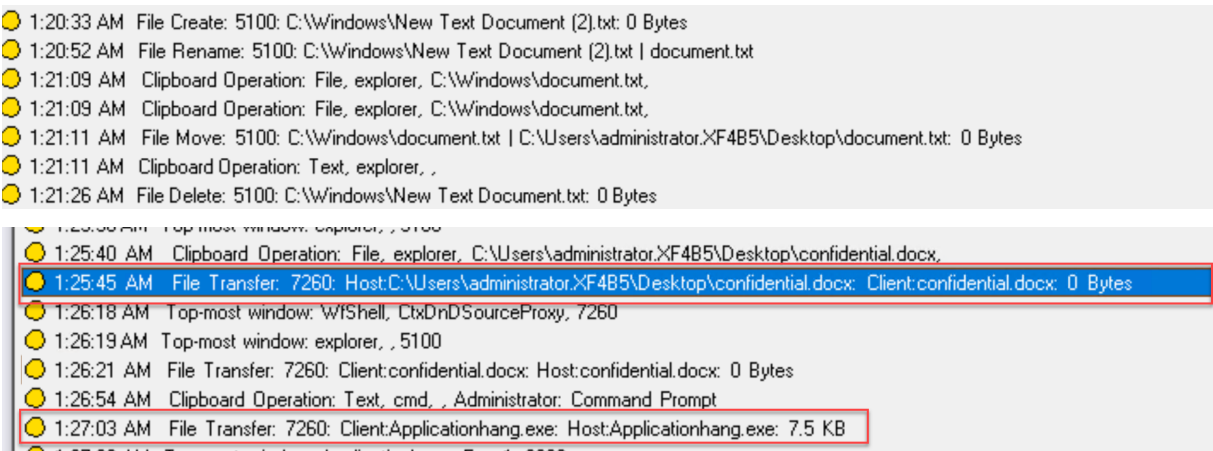 1:20:33 AM File Create: 5100: C:\Windows\New Text Document (2).txt: 0 Bytes
1:20:52 AM File Rename: 5100: C:\Windows\New Text Document (2).txt | document.txt
1:21:09 AM Clipboard Operation: File, explorer, C:\Windows\document.txt,
1:21:09 AM Clipboard Operation: File, explorer, C:\Windows\document.txt,
1:21:11 AM File Move: 5100: C:\Windows\document.txt | C:\Users\administrator.XF4B5\Desktop\document.txt: 0 Bytes
1:21:11 AM Clipboard Operation: Text, explorer, ,
1:21:26 AM File Delete: 5100: C:\Windows\New Text Document.txt: 0 Bytes
1:25:40 AM Clipboard Operation: File, explorer, C:\Users\administrator.XF4B5\Desktop\confidential.docx,
1:25:45 AM File Transfer: 7260: Host:C:\Users\administrator.XF4B5\Desktop\confidential.docx: Client:confidential.docx: 0 Bytes
1:26:18 AM Top-most window: WfShell, CtxDnDSourceProxy, 7260
1:26:19 AM Top-most window: explorer, , 5100
1:26:21 AM File Transfer: 7260: Client:confidential.docx: Host:confidential.docx: 0 Bytes
1:26:54 AM Clipboard Operation: Text, cmd, , Administrator: Command Prompt
1:27:03 AM File Transfer: 7260: Client:Applicationhang.exe: Host:Applicationhang.exe: 7.5 KB